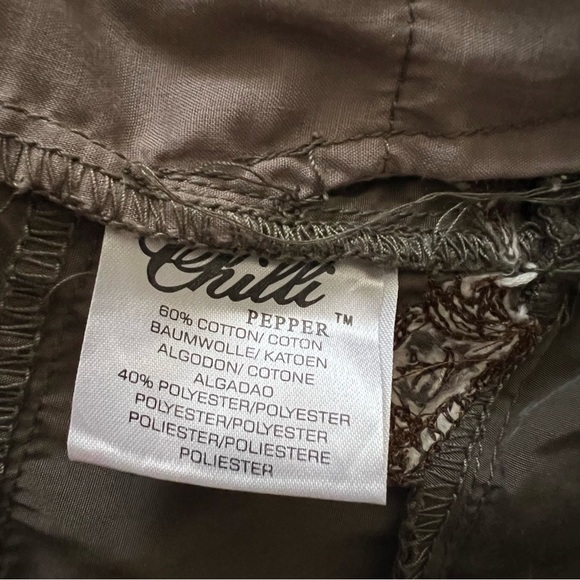 Chilli
PEPPER™
60% COTTON/COTON
BAUMWOLLE/KATOEN
ALGODON/COTONE
ALGADAO
40% POLYESTER/POLYESTER
POLYESTER/POLYESTER
POLIESTER/POLIESTERE
POLIESTER